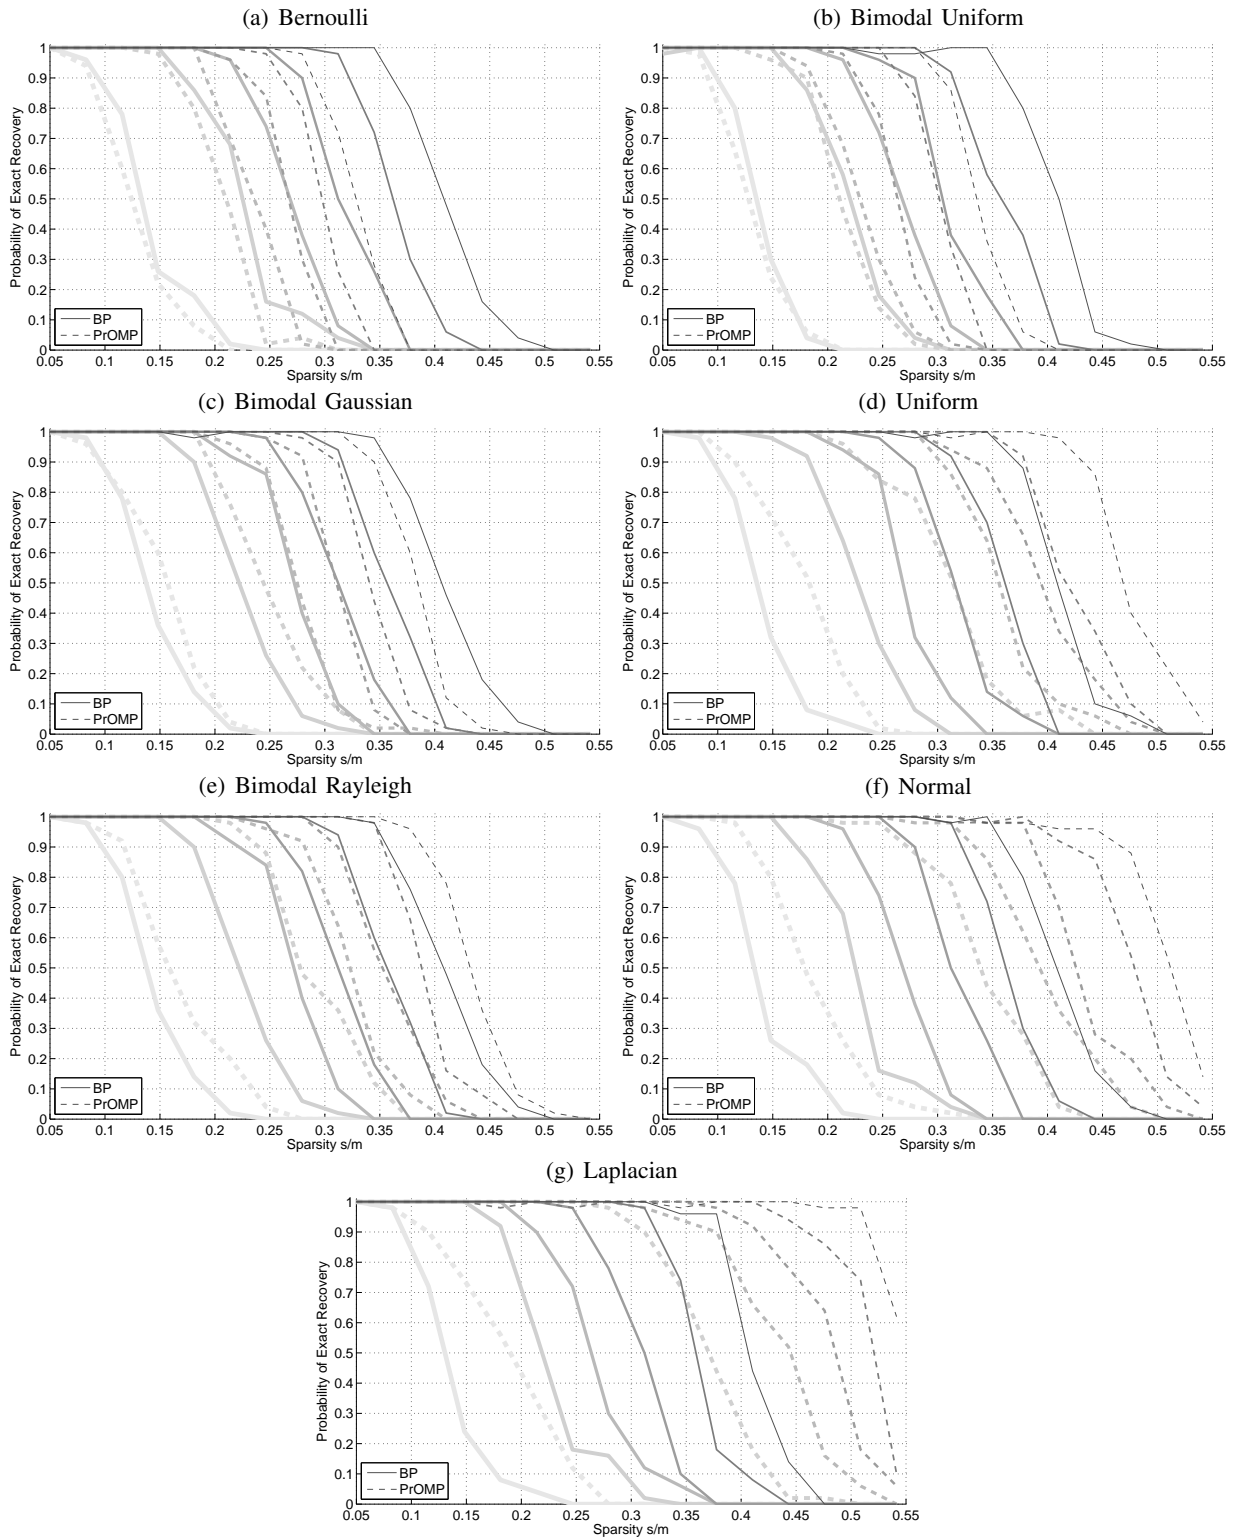 (a) Bernoulli
Probability of Exact Recovery
1
0.9
0.8
0.7
0.6
0.5
0.4
0.3
0.2
0.1
0
BP
PrOMP
0.05 0.1 0.15 0.2 0.25 0.3 0.35 0.4 0.45 0.5 0.55
Sparsity s/m
(b) Bimodal Uniform
Probability of Exact Recovery
1
0.9
0.8
0.7
0.6
0.5
0.4
0.3
0.2
0.1
0
BP
PrOMP
0.05 0.1 0.15 0.2 0.25 0.3 0.35 0.4 0.45 0.5 0.55
Sparsity s/m
(c) Bimodal Gaussian
Probability of Exact Recovery
1
0.9
0.8
0.7
0.6
0.5
0.4
0.3
0.2
0.1
0
BP
PrOMP
0.05 0.1 0.15 0.2 0.25 0.3 0.35 0.4 0.45 0.5 0.55
Sparsity s/m
(d) Uniform
Probability of Exact Recovery
1
0.9
0.8
0.7
0.6
0.5
0.4
0.3
0.2
0.1
0
BP
PrOMP
0.05 0.1 0.15 0.2 0.25 0.3 0.35 0.4 0.45 0.5 0.55
Sparsity s/m
(e) Bimodal Rayleigh
Probability of Exact Recovery
1
0.9
0.8
0.7
0.6
0.5
0.4
0.3
0.2
0.1
0
BP
PrOMP
0.05 0.1 0.15 0.2 0.25 0.3 0.35 0.4 0.45 0.5 0.55
Sparsity s/m
(f) Normal
Probability of Exact Recovery
1
0.9
0.8
0.7
0.6
0.5
0.4
0.3
0.2
0.1
0
BP
PrOMP
0.05 0.1 0.15 0.2 0.25 0.3 0.35 0.4 0.45 0.5 0.55
Sparsity s/m
(g) Laplacian
Probability of Exact Recovery
1
0.9
0.8
0.7
0.6
0.5
0.4
0.3
0.2
0.1
0
BP
PrOMP
0.05 0.1 0.15 0.2 0.25 0.3 0.35 0.4 0.45 0.5 0.55
Sparsity s/m